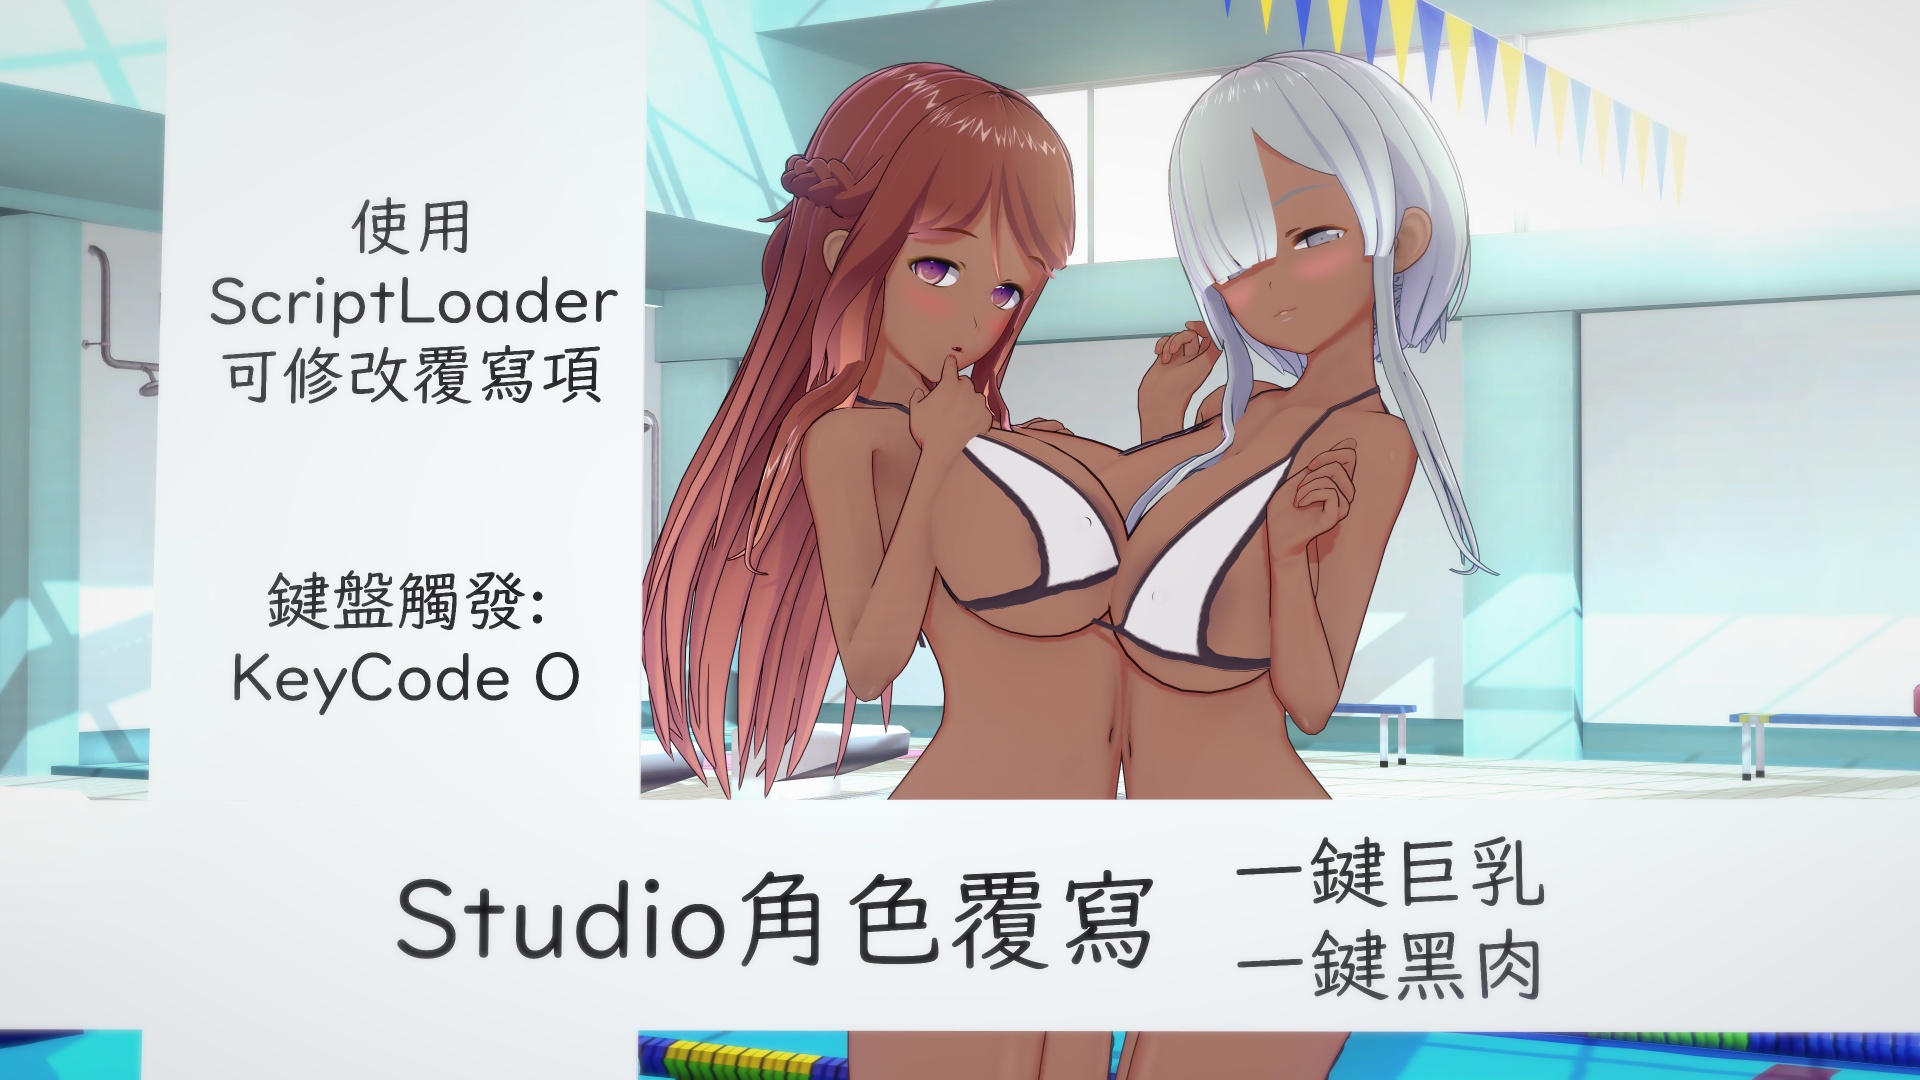 使用
ScriptLoader
可修改覆寫項
鍵盤觸發:
KeyCode O
Studio角色覆寫
一鍵巨乳
一鍵黑肉